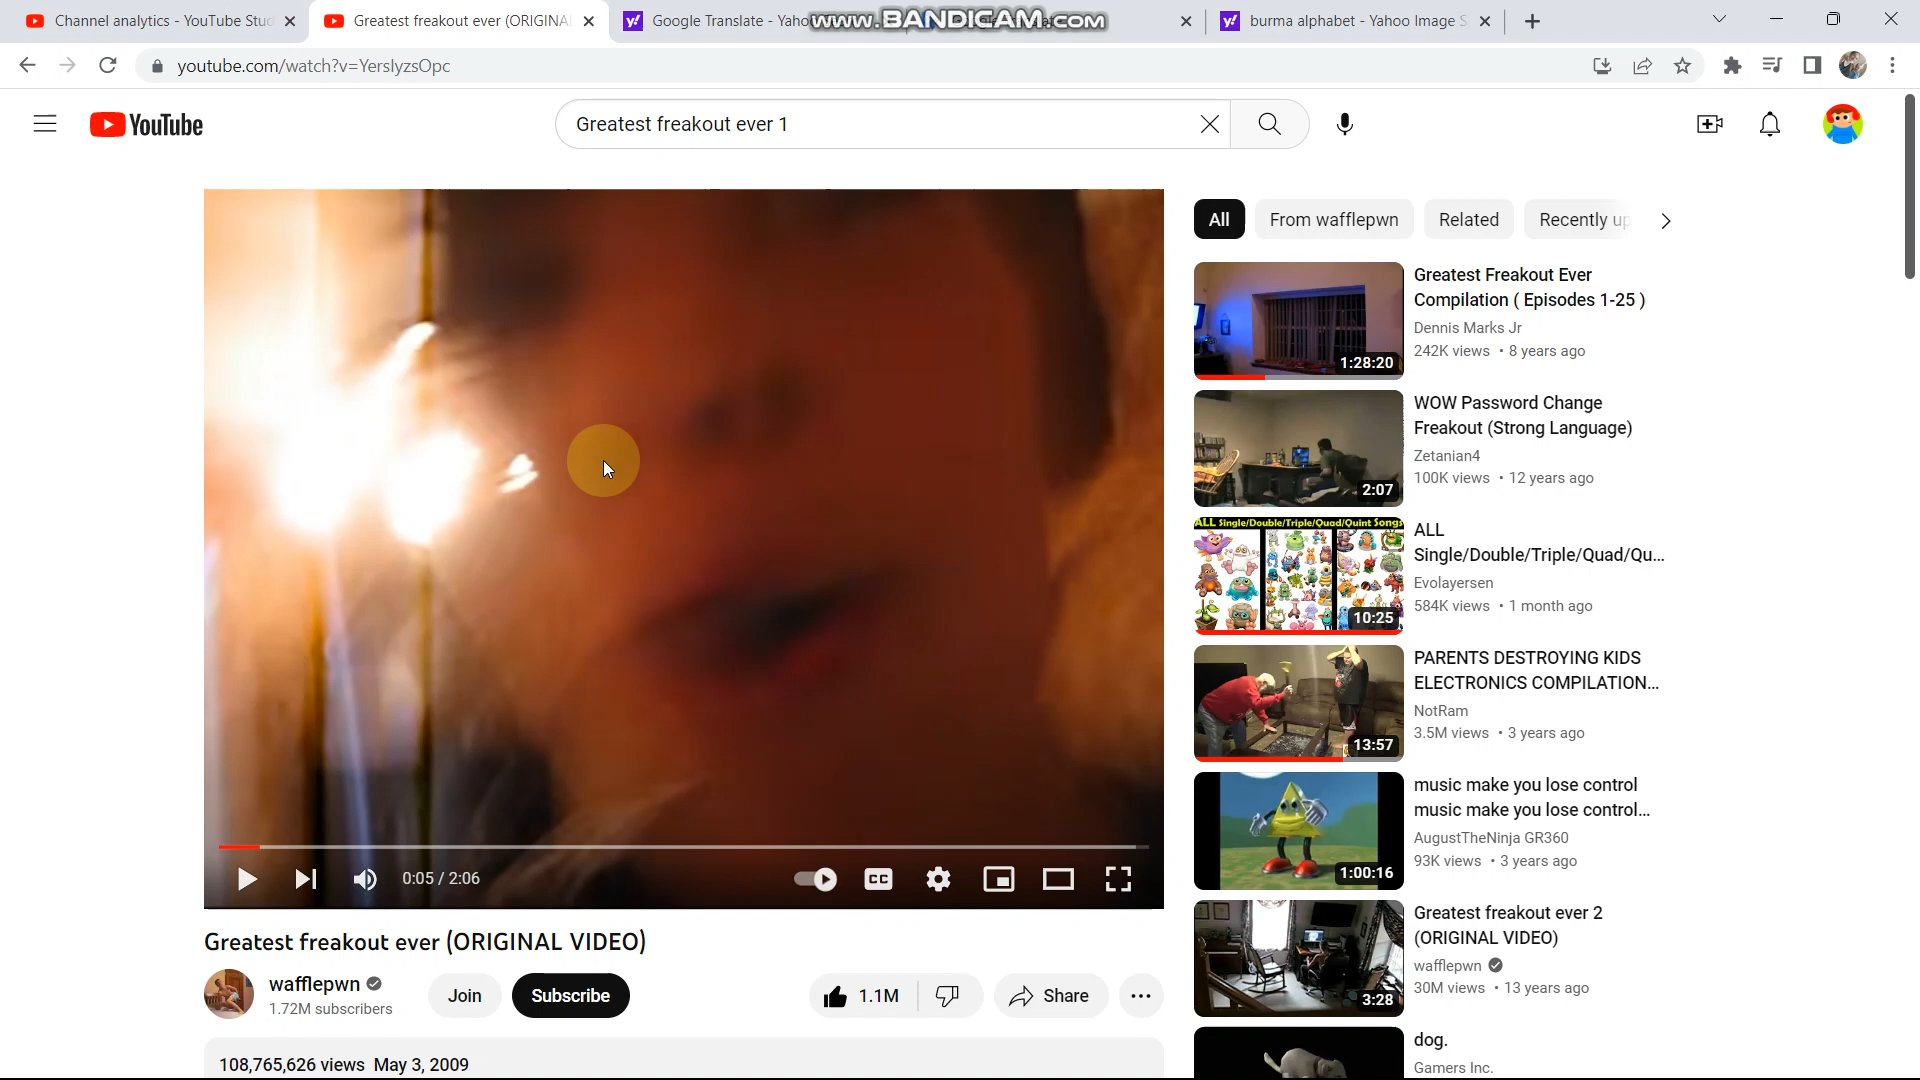 Channel analytics - YouTube Stud
Greatest freakout ever (ORIGINAL
Google Translate - Yaho
burma alphabet - Yahoo Image S
www.BANDICAM.com
youtube.com/watch?v=YerslyzsOpc
YouTube
Greatest freakout ever 1
All
From wafflepwn
Related
Recently up
Greatest Freakout Ever
Compilation ( Episodes 1-25 )
Dennis Marks Jr
242K views • 8 years ago
1:28:20
WOW Password Change
Freakout (Strong Language)
Zetanian4
100K views • 12 years ago
2:07
ALL Single/Double/Triple/Quad/Quint Songs
ALL
Single/Double/Triple/Quad/Qu...
Evolayersen
584K views • 1 month ago
10:25
PARENTS DESTROYING KIDS
ELECTRONICS COMPILATION...
NotRam
3.5M views • 3 years ago
13:57
music make you lose control
music make you lose control...
AugustTheNinja GR360
93K views • 3 years ago
1:00:16
Greatest freakout ever 2
(ORIGINAL VIDEO)
wafflepwn
30M views • 13 years ago
3:28
dog.
Gamers Inc.
0:05 / 2:06
CC
Greatest freakout ever (ORIGINAL VIDEO)
wafflepwn
1.72M subscribers
Join
Subscribe
1.1M
Share
108,765,626 views May 3, 2009